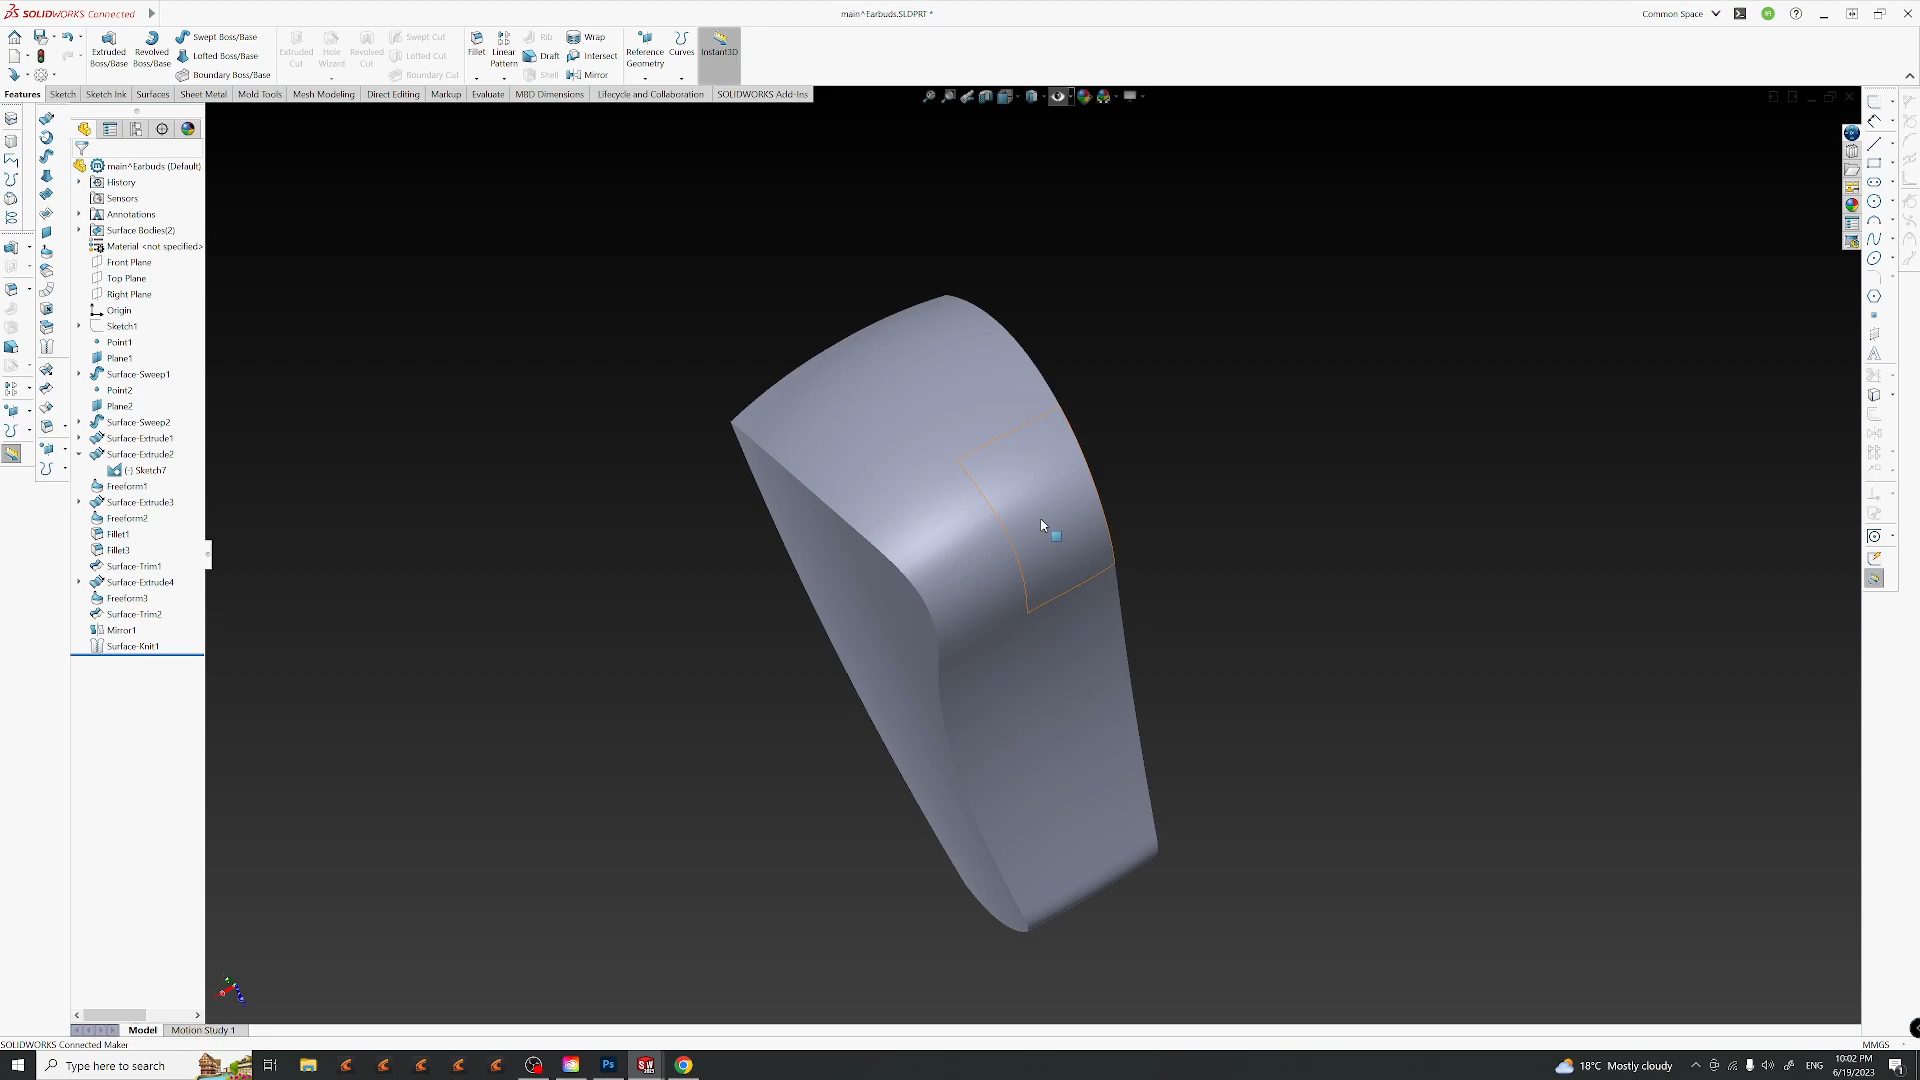 SOLIDWORKS Connected
main^Earbuds.SLDPRT *
Common Space
Extruded Boss/Base
Revolved Boss/Base
Swept Boss/Base
Lofted Boss/Base
Boundary Boss/Base
Extruded Cut
Hole Wizard
Revolved Cut
Swept Cut
Lofted Cut
Boundary Cut
Fillet
Linear Pattern
Rib
Draft
Shell
Wrap
Intersect
Mirror
Reference Geometry
Curves
Instant3D
Features
Sketch
Sketch Ink
Surfaces
Sheet Metal
Mold Tools
Mesh Modeling
Direct Editing
Markup
Evaluate
MBD Dimensions
Lifecycle and Collaboration
SOLIDWORKS Add-Ins
main^Earbuds (Default)
History
Sensors
Annotations
Surface Bodies(2)
Material <not specified>
Front Plane
Top Plane
Right Plane
Origin
Sketch1
Point1
Plane1
Surface-Sweep1
Point2
Plane2
Surface-Sweep2
Surface-Extrude1
Surface-Extrude2
(-) Sketch7
Freeform1
Surface-Extrude3
Freeform2
Fillet1
Fillet3
Surface-Trim1
Surface-Extrude4
Freeform3
Surface-Trim2
Mirror1
Surface-Knit1
Model
Motion Study 1
SOLIDWORKS Connected Maker
MMGS
Type here to search
Ps
SW
18°C Mostly cloudy
ENG
10:02 PM
6/19/2023